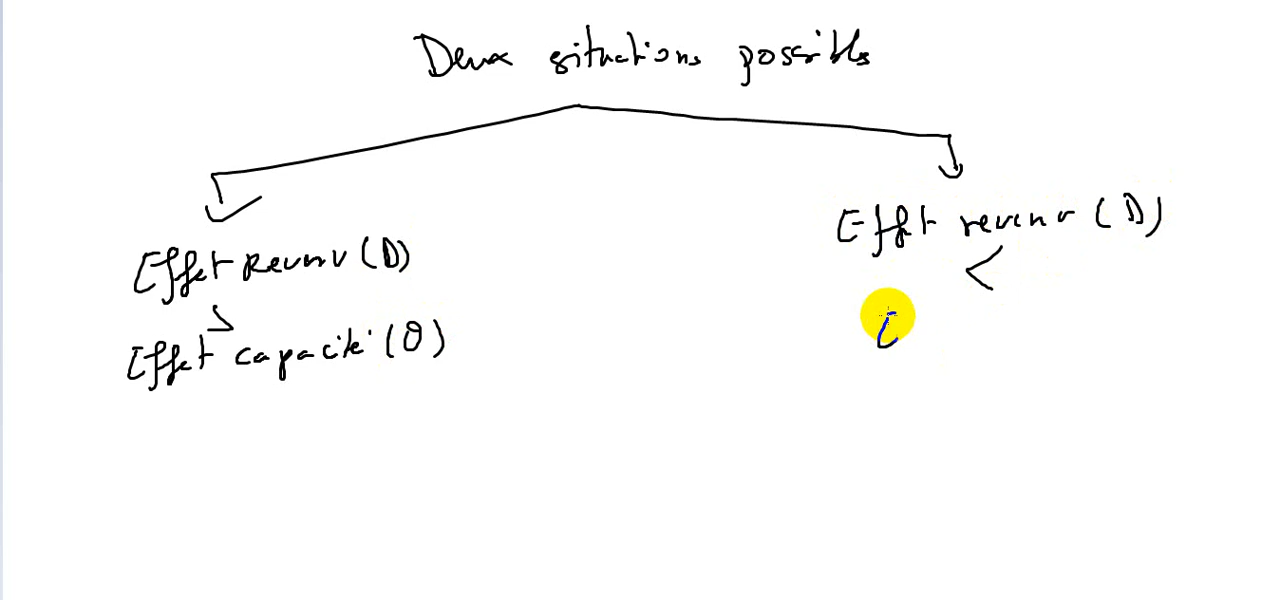 Deux situations possibles
Effet Revenu (D)
>
Effet capacité (O)
Effet revenu (D)
<